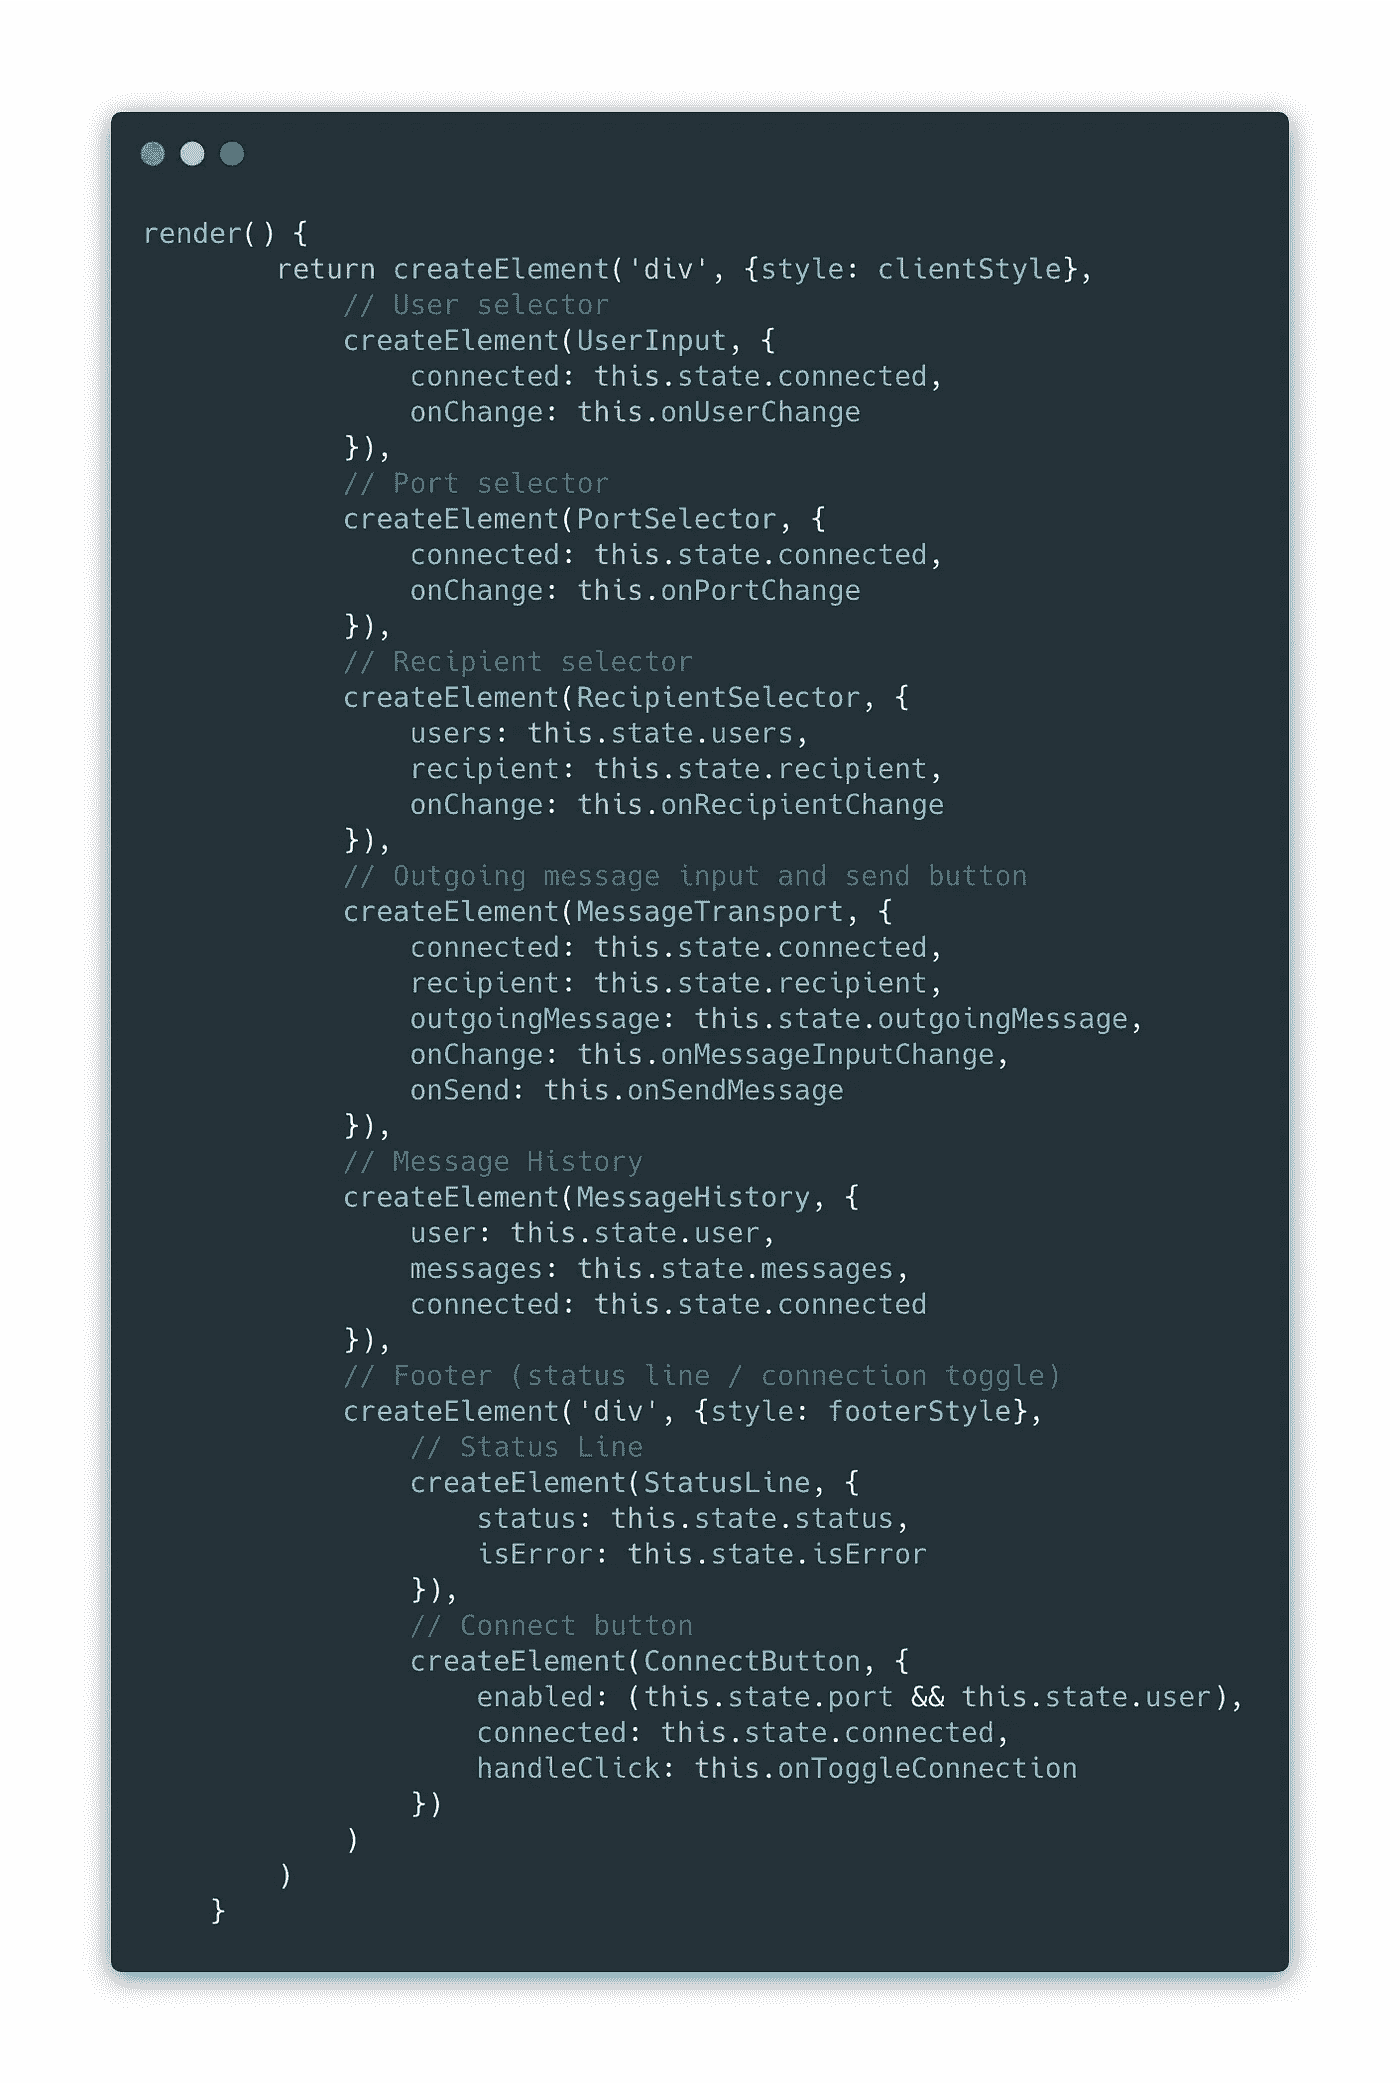 render() {
        return createElement('div', {style: clientStyle},
            // User selector
            createElement(UserInput, {
                connected: this.state.connected,
                onChange: this.onUserChange
            }),
            // Port selector
            createElement(PortSelector, {
                connected: this.state.connected,
                onChange: this.onPortChange
            }),
            // Recipient selector
            createElement(RecipientSelector, {
                users: this.state.users,
                recipient: this.state.recipient,
                onChange: this.onRecipientChange
            }),
            // Outgoing message input and send button
            createElement(MessageTransport, {
                connected: this.state.connected,
                recipient: this.state.recipient,
                outgoingMessage: this.state.outgoingMessage,
                onChange: this.onMessageInputChange,
                onSend: this.onSendMessage
            }),
            // Message History
            createElement(MessageHistory, {
                user: this.state.user,
                messages: this.state.messages,
                connected: this.state.connected
            }),
            // Footer (status line / connection toggle)
            createElement('div', {style: footerStyle},
                // Status Line
                createElement(StatusLine, {
                    status: this.state.status,
                    isError: this.state.isError
                }),
                // Connect button
                createElement(ConnectButton, {
                    enabled: (this.state.port && this.state.user),
                    connected: this.state.connected,
                    handleClick: this.onToggleConnection
                })
            )
        )
    }